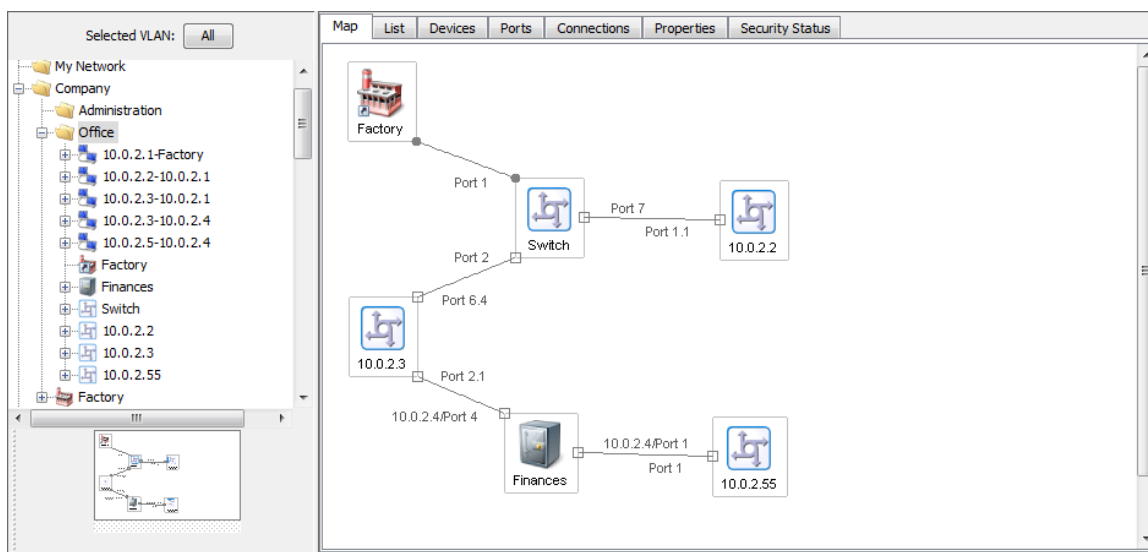 Selected VLAN: All
My Network
Company
Administration
Office
10.0.2.1-Factory
10.0.2.2-10.0.2.1
10.0.2.3-10.0.2.1
10.0.2.3-10.0.2.4
10.0.2.5-10.0.2.4
Factory
Finances
Switch
10.0.2.2
10.0.2.3
10.0.2.55
Factory
Map List Devices Ports Connections Properties Security Status
Factory
Port 1
Switch
Port 7
Port 1.1
10.0.2.2
Port 2
Port 6.4
10.0.2.3
Port 2.1
10.0.2.4/Port 4
Finances
10.0.2.4/Port 1
Port 1
10.0.2.55